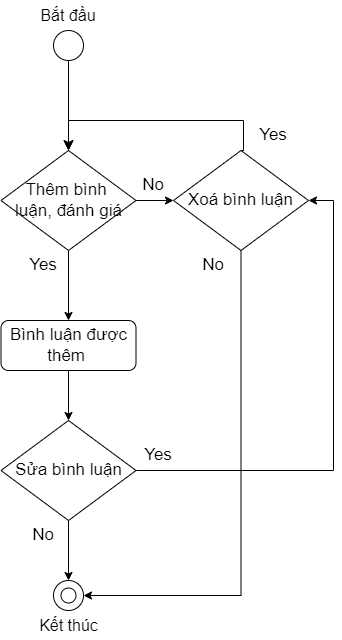 Bắt đầu
Yes
Thêm bình
luận, đánh giá
No
Xoá bình luận
Yes
No
Bình luận được
thêm
Sửa bình luận
Yes
No
Kết thúc